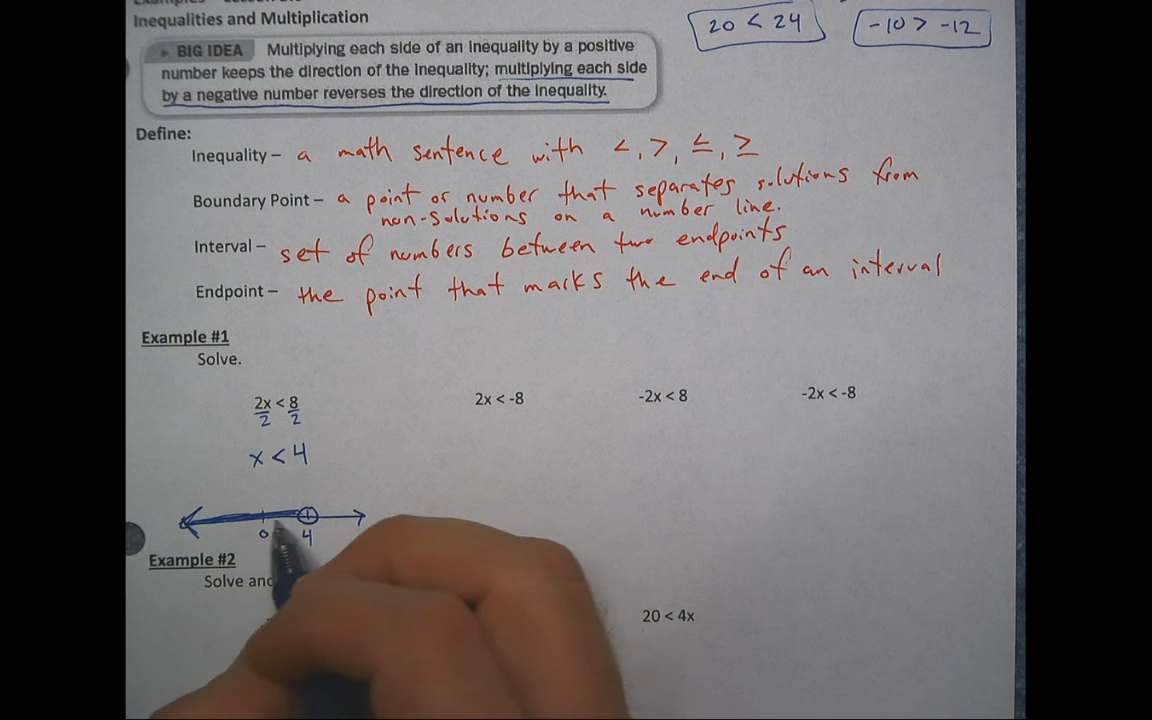 Inequalities and Multiplication
20 < 24
-10 > -12
BIG IDEA Multiplying each side of an inequality by a positive
number keeps the direction of the inequality; multiplying each side
by a negative number reverses the direction of the inequality.
Define:
Inequality – a math sentence with <, >, ≤, ≥
Boundary Point – a point or number that separates solutions from
non-solutions on a number line.
Interval – set of numbers between two endpoints
Endpoint – the point that marks the end of an interval
Example #1
Solve.
2x < 8
2 2
2x < -8
-2x < 8
-2x < -8
x < 4
0 4
Example #2
Solve and
20 < 4x